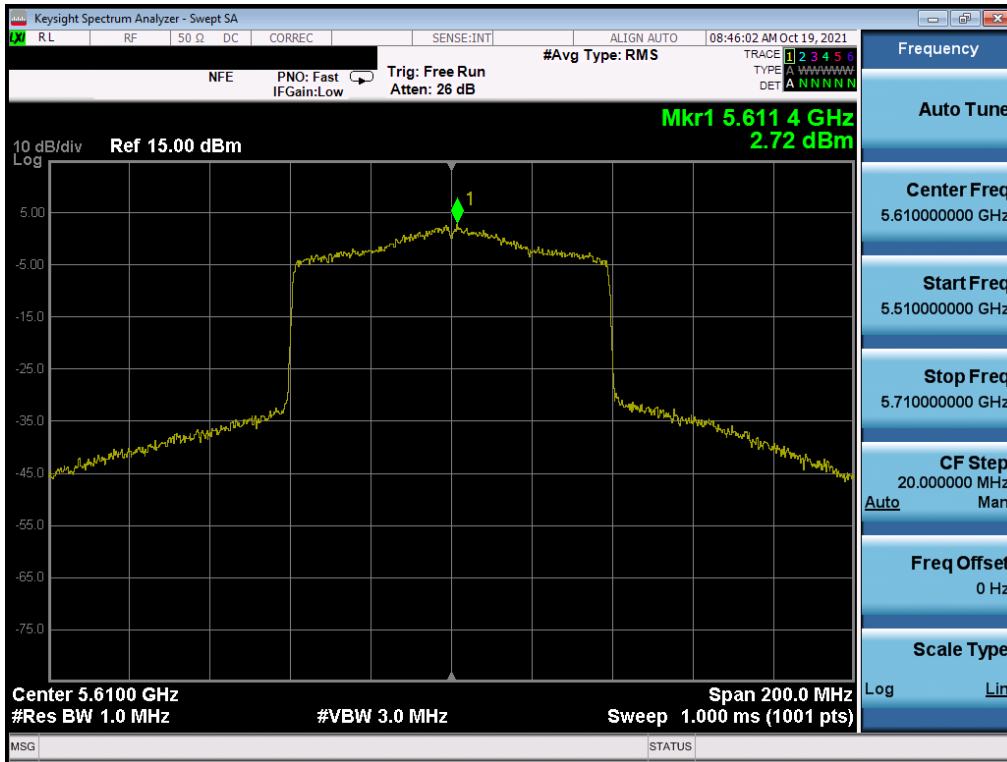 Keysight Spectrum Analyzer - Swept SA
LXI RL RF 50 Ω DC CORREC SENSE:INT ALIGN AUTO 08:46:02 AM Oct 19, 2021
#Avg Type: RMS TRACE 1 2 3 4 5 6
NFE PNO: Fast Trig: Free Run TYPE A WWWWW
IFGain:Low Atten: 26 dB DET A N N N N N
Mkr1 5.611 4 GHz
2.72 dBm
10 dB/div Ref 15.00 dBm
Log
1
5.00
-5.00
-15.0
-25.0
-35.0
-45.0
-55.0
-65.0
-75.0
Center 5.6100 GHz Span 200.0 MHz
#Res BW 1.0 MHz #VBW 3.0 MHz Sweep 1.000 ms (1001 pts)
MSG STATUS
Frequency
Auto Tune
Center Freq
5.610000000 GHz
Start Freq
5.510000000 GHz
Stop Freq
5.710000000 GHz
CF Step
20.000000 MHz
Auto Man
Freq Offset
0 Hz
Scale Type
Log Lin